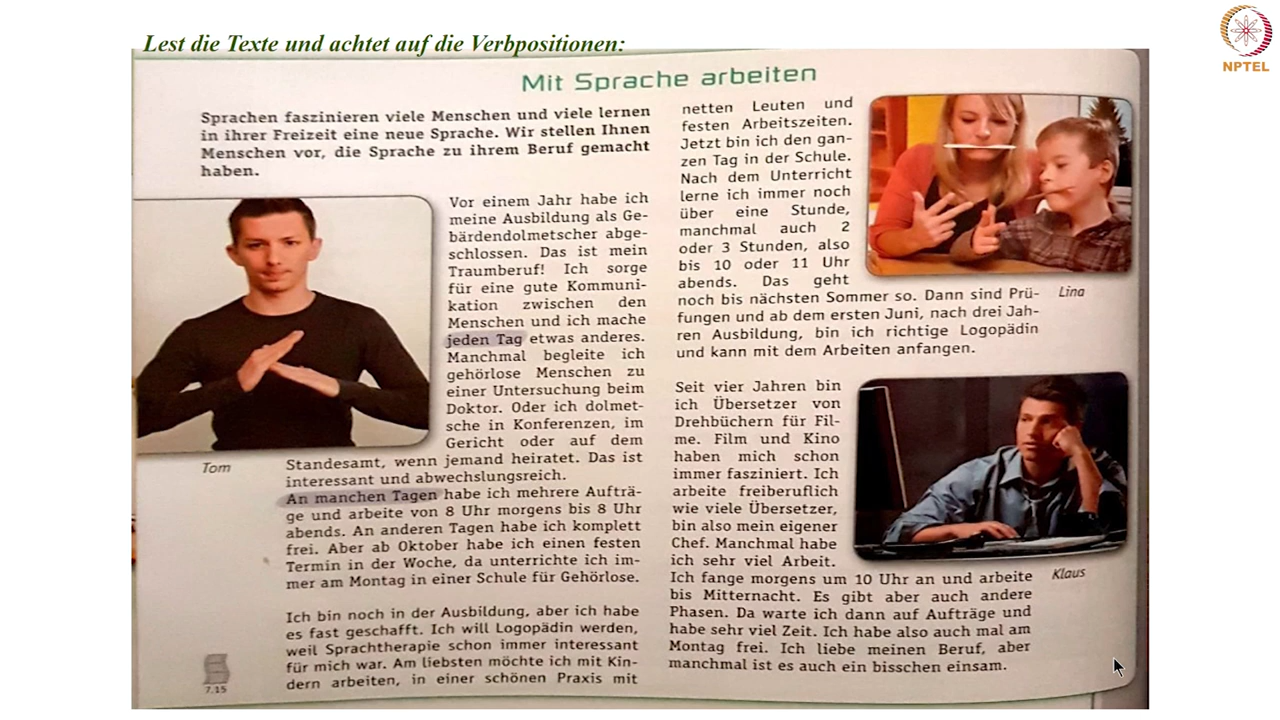 Lest die Texte und achtet auf die Verbpositionen:
NPTEL
Mit Sprache arbeiten
Sprachen faszinieren viele Menschen und viele lernen
in ihrer Freizeit eine neue Sprache. Wir stellen Ihnen
Menschen vor, die Sprache zu ihrem Beruf gemacht
haben.
Vor einem Jahr habe ich
meine Ausbildung als Ge-
bärdendolmetscher abge-
schlossen. Das ist mein
Traumberuf! Ich sorge
für eine gute Kommuni-
kation zwischen den
Menschen und ich mache
jeden Tag etwas anderes.
Manchmal begleite ich
gehörlose Menschen zu
einer Untersuchung beim
Doktor. Oder ich dolmet-
sche in Konferenzen, im
Gericht oder auf dem
Standesamt, wenn jemand heiratet. Das ist
interessant und abwechslungsreich.
An manchen Tagen habe ich mehrere Aufträ-
ge und arbeite von 8 Uhr morgens bis 8 Uhr
abends. An anderen Tagen habe ich komplett
frei. Aber ab Oktober habe ich einen festen
Termin in der Woche, da unterrichte ich im-
mer am Montag in einer Schule für Gehörlose.
Tom
Ich bin noch in der Ausbildung, aber ich habe
es fast geschafft. Ich will Logopädin werden,
weil Sprachtherapie schon immer interessant
für mich war. Am liebsten möchte ich mit Kin-
dern arbeiten, in einer schönen Praxis mit
7.15
netten Leuten und
festen Arbeitszeiten.
Jetzt bin ich den gan-
zen Tag in der Schule.
Nach dem Unterricht
lerne ich immer noch
über eine Stunde,
manchmal auch 2
oder 3 Stunden, also
bis 10 oder 11 Uhr
abends. Das geht
noch bis nächsten Sommer so. Dann sind Prü-
fungen und ab dem ersten Juni, nach drei Jah-
ren Ausbildung, bin ich richtige Logopädin
und kann mit dem Arbeiten anfangen.
Lina
Seit vier Jahren bin
ich Übersetzer von
Drehbüchern für Fil-
me. Film und Kino
haben mich schon
immer fasziniert. Ich
arbeite freiberuflich
wie viele Übersetzer,
bin also mein eigener
Chef. Manchmal habe
ich sehr viel Arbeit.
Ich fange morgens um 10 Uhr an und arbeite
bis Mitternacht. Es gibt aber auch andere
Phasen. Da warte ich dann auf Aufträge und
habe sehr viel Zeit. Ich habe also auch mal am
Montag frei. Ich liebe meinen Beruf, aber
manchmal ist es auch ein bisschen einsam.
Klaus